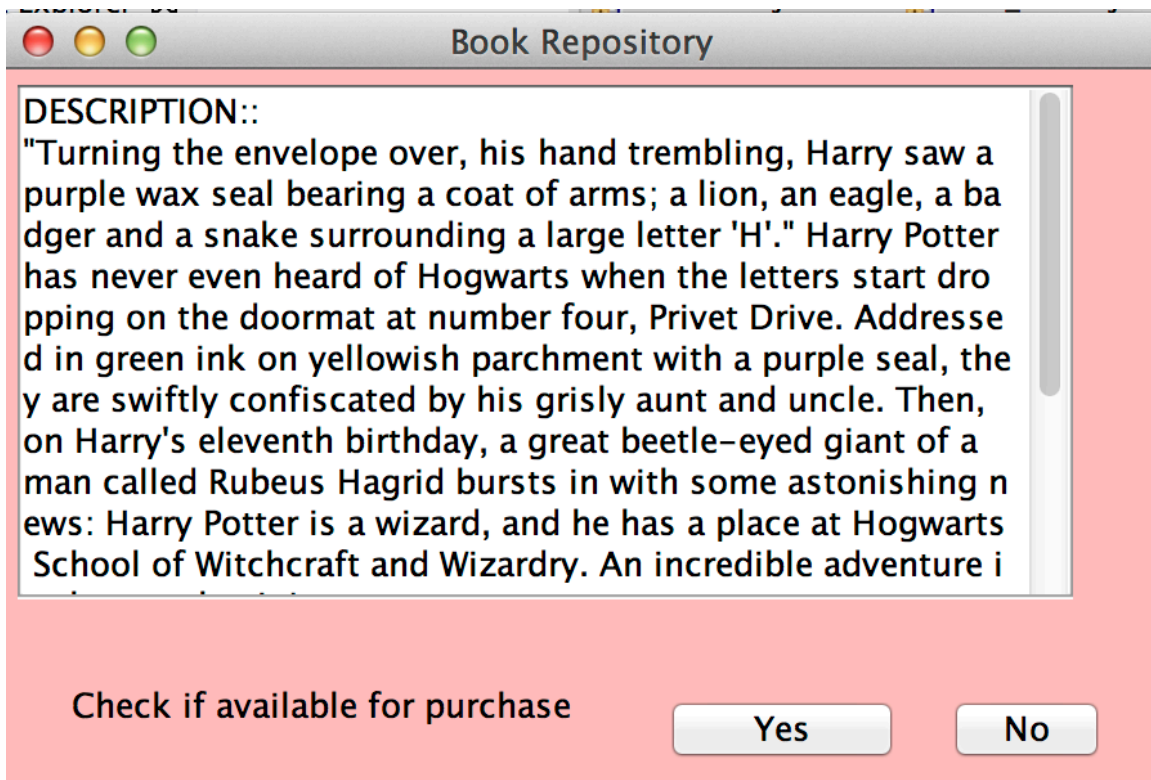 Book Repository
DESCRIPTION::
"Turning the envelope over, his hand trembling, Harry saw a
purple wax seal bearing a coat of arms; a lion, an eagle, a ba
dger and a snake surrounding a large letter 'H'." Harry Potter
has never even heard of Hogwarts when the letters start dro
pping on the doormat at number four, Privet Drive. Addresse
d in green ink on yellowish parchment with a purple seal, the
y are swiftly confiscated by his grisly aunt and uncle. Then,
on Harry's eleventh birthday, a great beetle-eyed giant of a
man called Rubeus Hagrid bursts in with some astonishing n
ews: Harry Potter is a wizard, and he has a place at Hogwarts
School of Witchcraft and Wizardry. An incredible adventure i
Check if available for purchase
Yes
No